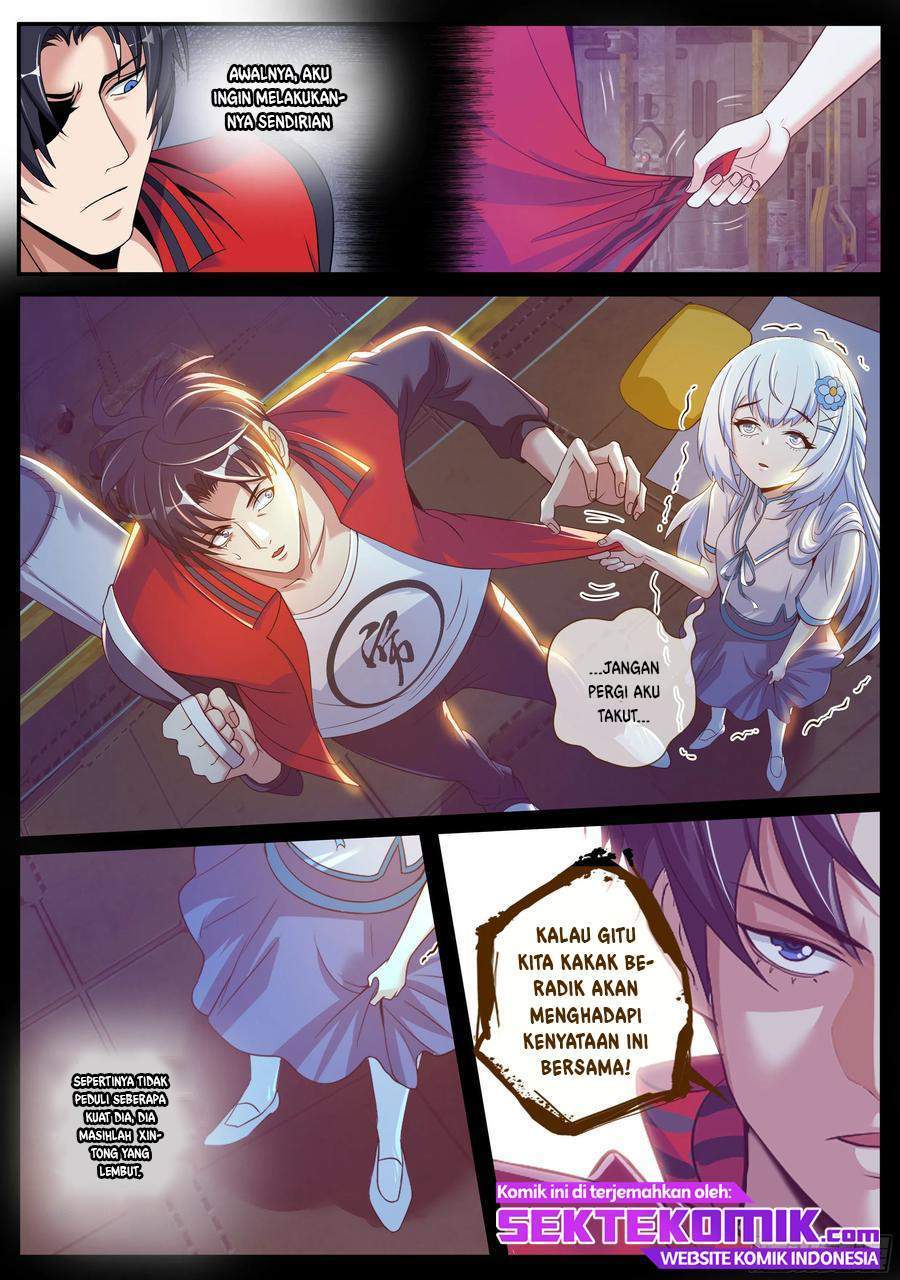 AWALNYA, AKU
INGIN MELAKUKAN-
NYA SENDIRIAN
帝
...JANGAN
PERGI AKU
TAKUT...
KALAU GITU
KITA KAKAK BE-
RADIK AKAN
MENGHADAPI
KENYATAAN INI
BERSAMA!
SEPERTINYA TIDAK
PEDULI SEBERAPA
KUAT DIA, DIA
MASIHLAH XIN-
TONG YANG
LEMBUT.
Komik ini di terjemahkan oleh:
SEKTEKOMIK.com
WEBSITE KOMIK INDONESIA